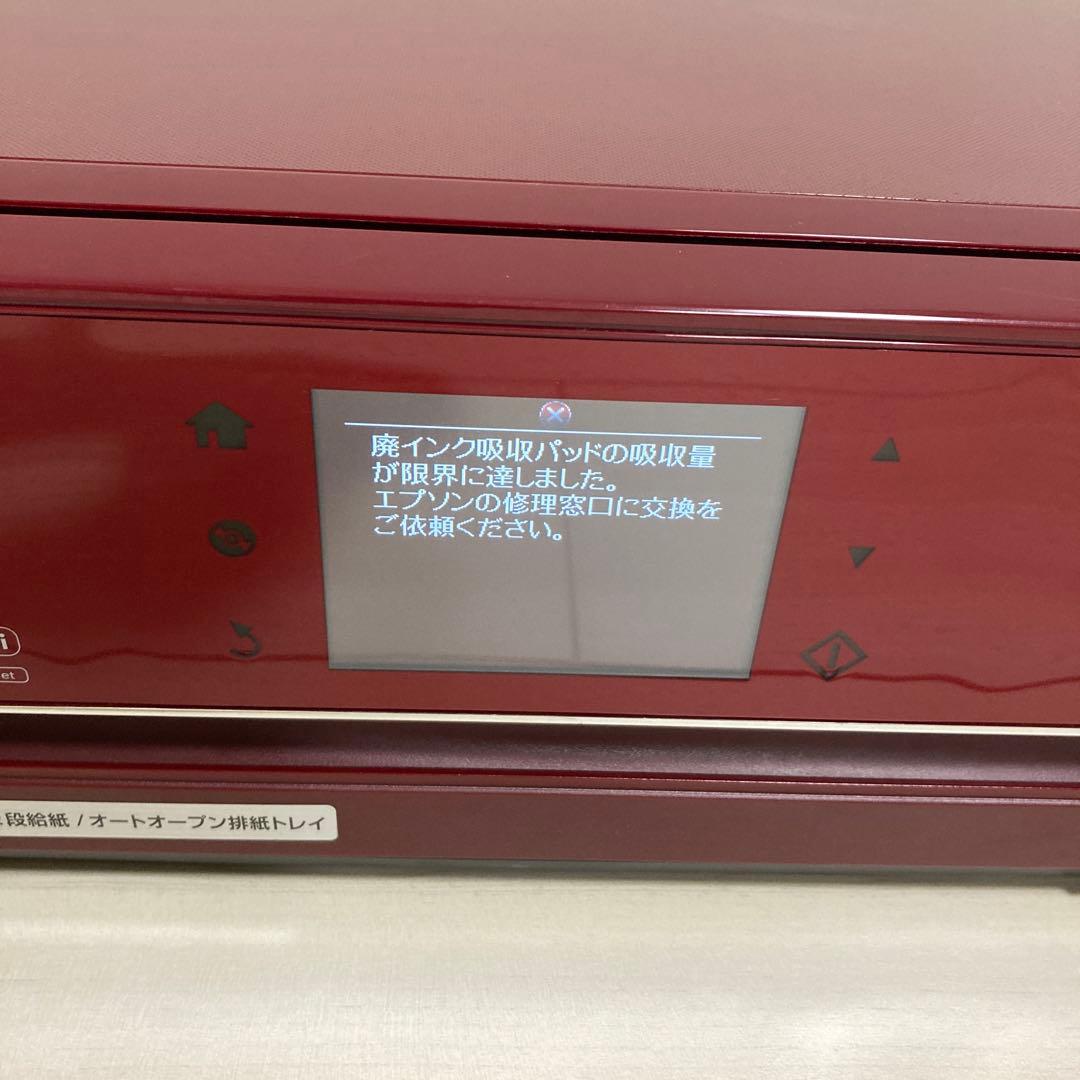 廃インク吸収パッドの吸収量
が限界に達しました。
エプソンの修理窓口に交換を
ご依頼ください。
i
et
段給紙 / オートオープン排紙トレイ